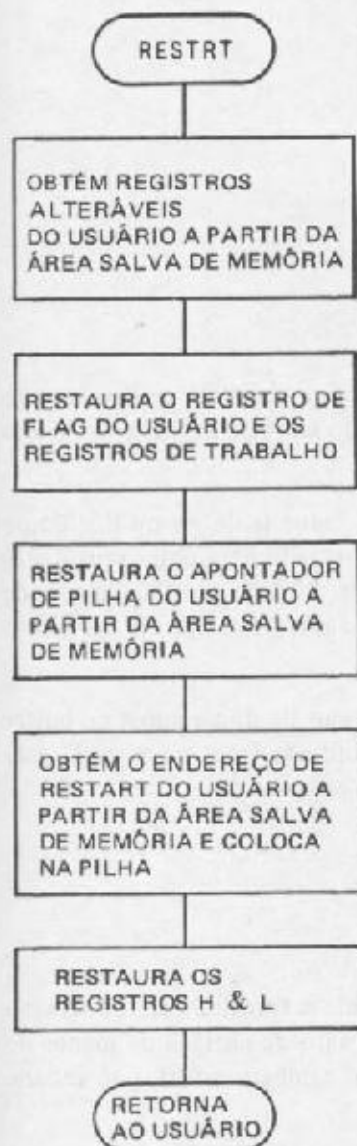 RESTRT
OBTÉM REGISTROS
ALTERÁVEIS
DO USUÁRIO A PARTIR DA
ÁREA SALVA DE MEMÓRIA
RESTAURA O REGISTRO DE
FLAG DO USUÁRIO E OS
REGISTROS DE TRABALHO
RESTAURA O APONTADOR
DE PILHA DO USUÁRIO A
PARTIR DA ÁREA SALVA
DE MEMÓRIA
OBTÉM O ENDEREÇO DE
RESTART DO USUÁRIO A
PARTIR DA ÁREA SALVA
DE MEMÓRIA E COLOCA
NA PILHA
RESTAURA OS
REGISTROS H & L
RETORNA
AO USUÁRIO